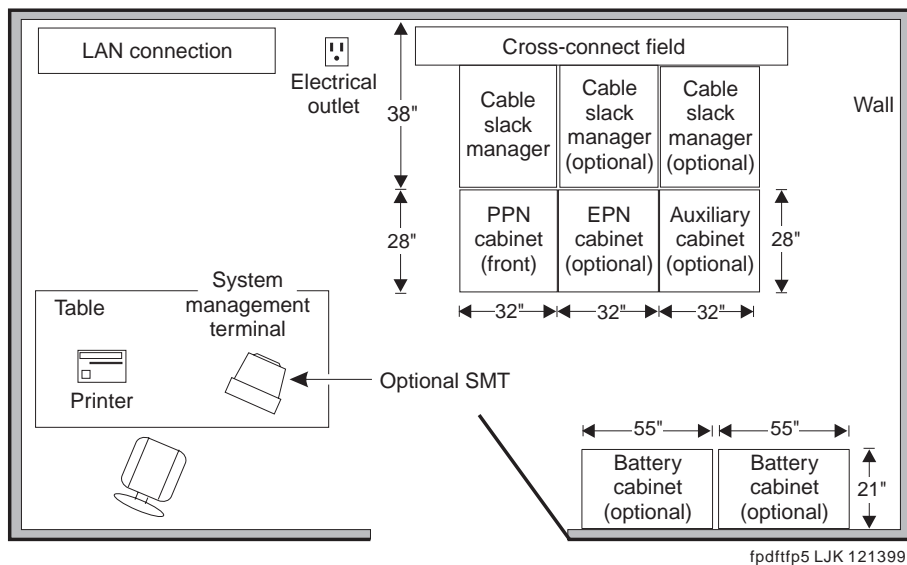 LAN connection
Electrical
outlet
38"
Cross-connect field
Cable
slack
manager
Cable
slack
manager
(optional)
Cable
slack
manager
(optional)
Wall
28"
PPN
cabinet
(front)
EPN
cabinet
(optional)
Auxiliary
cabinet
(optional)
28"
32"
32"
32"
Table
System
management
terminal
Printer
Optional SMT
55"
55"
Battery
cabinet
(optional)
Battery
cabinet
(optional)
21"
fpdftfp5 LJK 121399